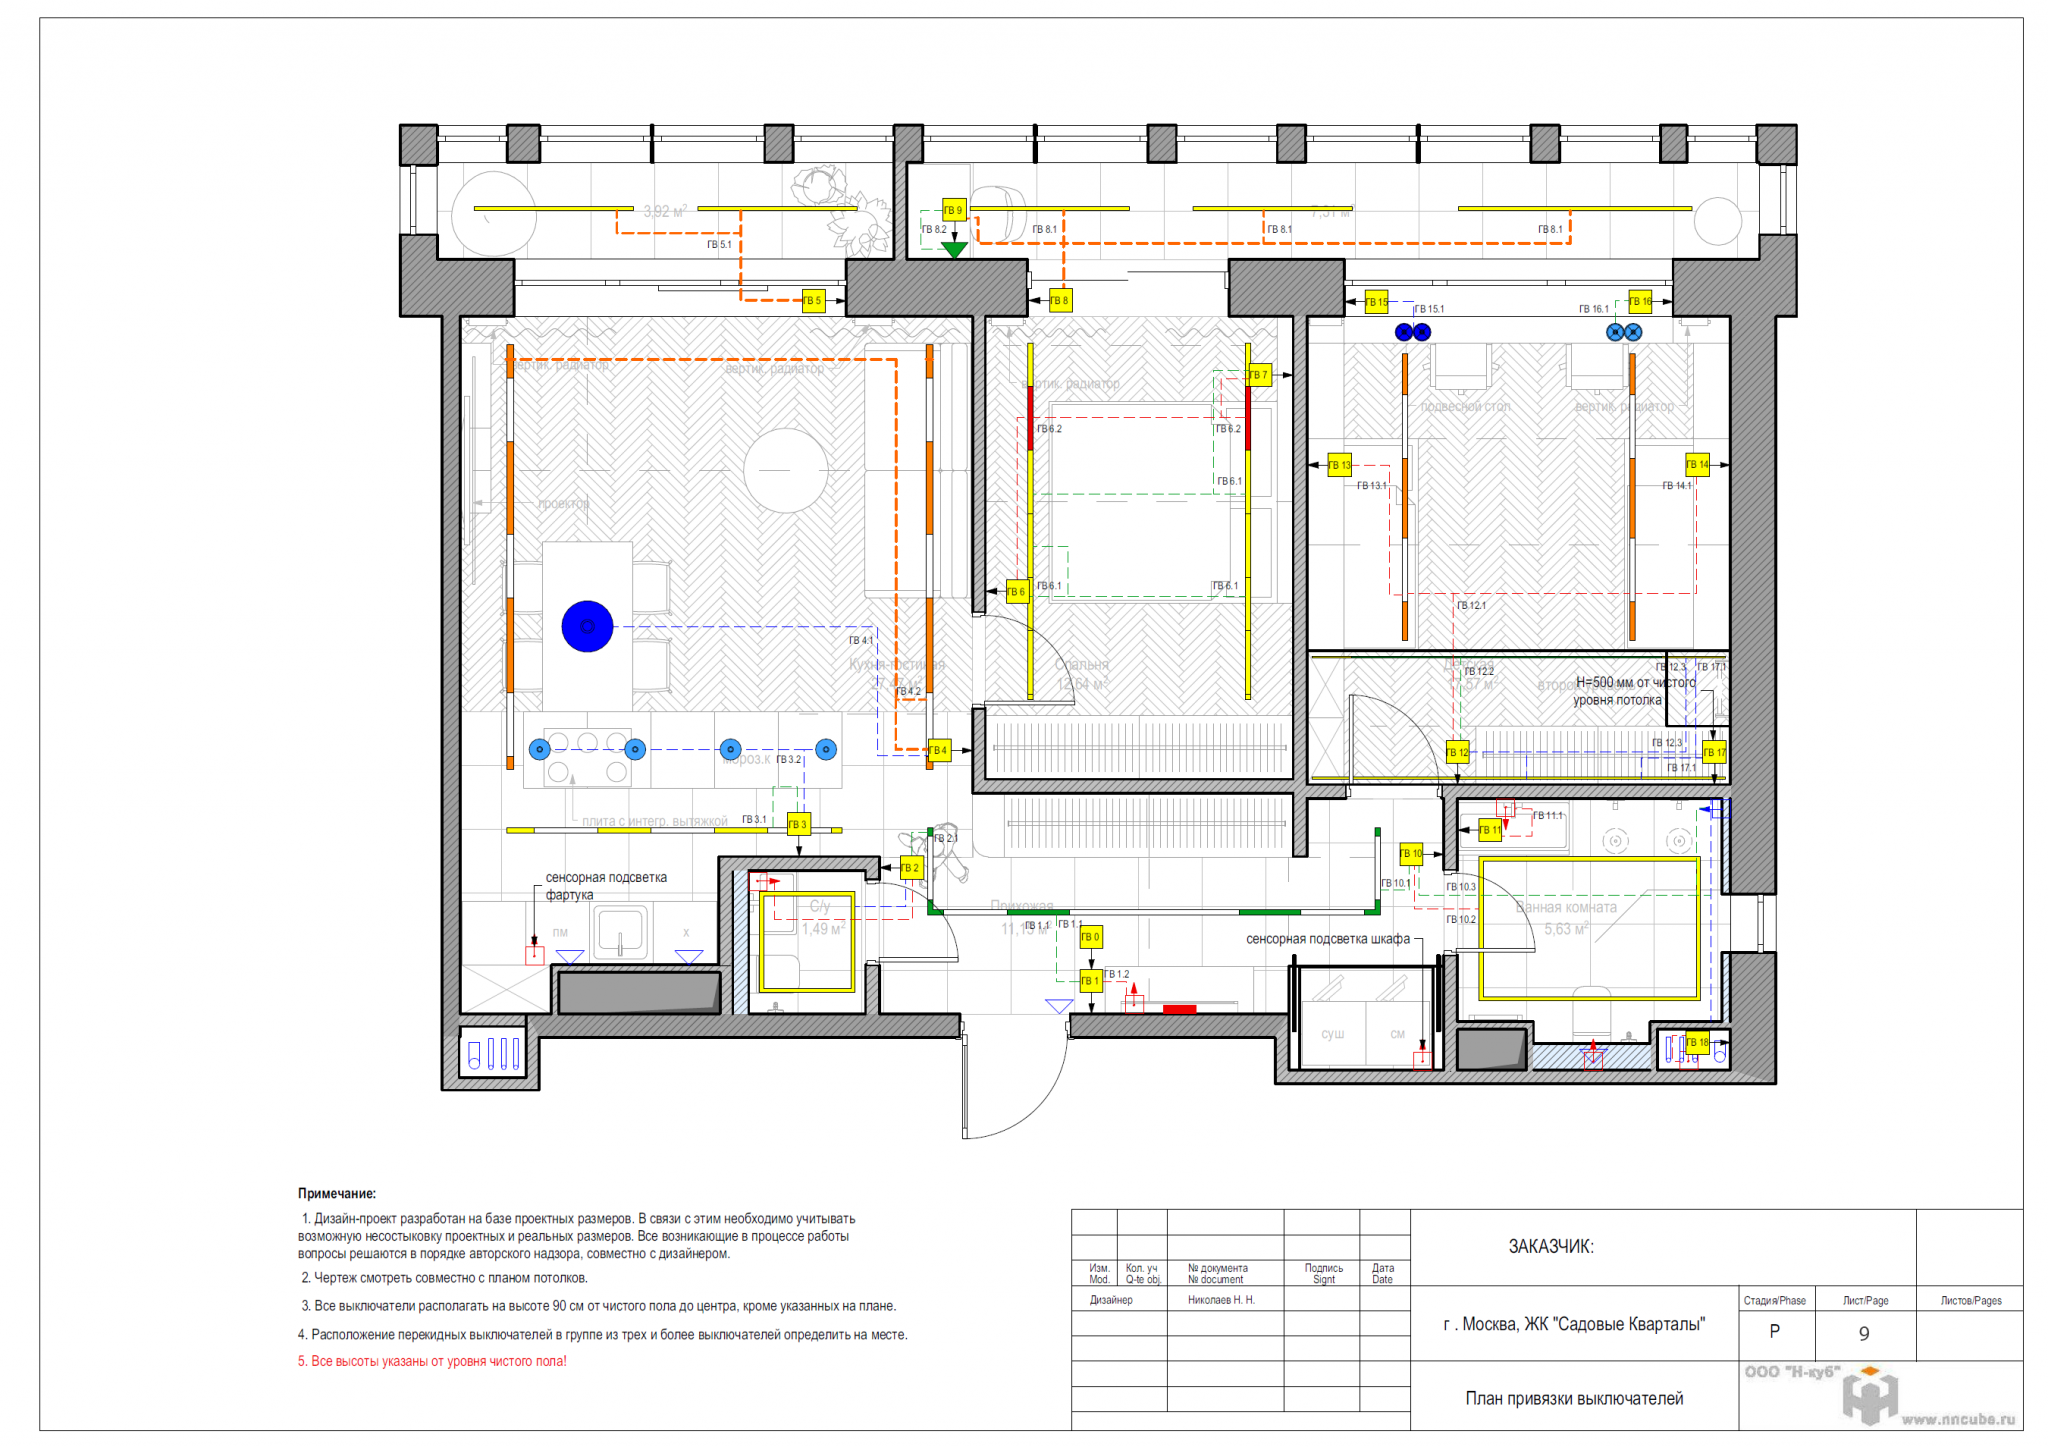 3,92 м²
7,51 м²
ГВ 9
ГВ 8.2
ГВ 8.1
ГВ 8.1
ГВ 8.1
ГВ 5.1
ГВ 5
ГВ 8
ГВ 15
ГВ 15.1
ГВ 16.1
ГВ 16
вертик. радиатор
вертик. радиатор
вертик. радиатор
ГВ 7
подвесной стол
вертик. радиатор
ГВ 6.2
ГВ 6.2
ГВ 13
ГВ 14
ГВ 13.1
ГВ 6.1
ГВ 14.1
проектор
ГВ 6
ГВ 6.1
ГВ 6.1
ГВ 12.1
ГВ 4.1
Кухня-гостиная
Спальня
12,64 м²
ГВ 4.2
ГВ 12.2
ГВ 12.3
ГВ 17.1
H=500 мм от чистого
уровня потолка
ГВ 4
ГВ 12
ГВ 12.3
ГВ 17
ГВ 17.1
мороз.к
ГВ 3.2
плита с интегр. вытяжкой
ГВ 3.1
ГВ 3
ГВ 2.1
ГВ 11.1
ГВ 11
ГВ 2
ГВ 10
ГВ 10.1
ГВ 10.3
ГВ 10.2
сенсорная подсветка
фартука
С/у
1,49 м²
Прихожая
11,13 м²
ГВ 1.1
ГВ 1.1
ГВ 0
Ванная комната
5,63 м²
сенсорная подсветка шкафа
пм
х
ГВ 1
ГВ 1.2
суш
см
ГВ 18
Примечание:
1. Дизайн-проект разработан на базе проектных размеров. В связи с этим необходимо учитывать
возможную несостыковку проектных и реальных размеров. Все возникающие в процессе работы
вопросы решаются в порядке авторского надзора, совместно с дизайнером.
2. Чертеж смотреть совместно с планом потолков.
3. Все выключатели располагать на высоте 90 см от чистого пола до центра, кроме указанных на плане.
4. Расположение перекидных выключателей в группе из трех и более выключателей определить на месте.
5. Все высоты указаны от уровня чистого пола!
Изм. Кол. уч № документа Подпись Дата
Mod. Q-te obj. № document Signt Date
Дизайнер Николаев Н. Н.
ЗАКАЗЧИК:
г . Москва, ЖК "Садовые Кварталы"
Стадия/Phase Лист/Page Листов/Pages
Р 9
План привязки выключателей
ООО "Н-куб"
www.nncube.ru